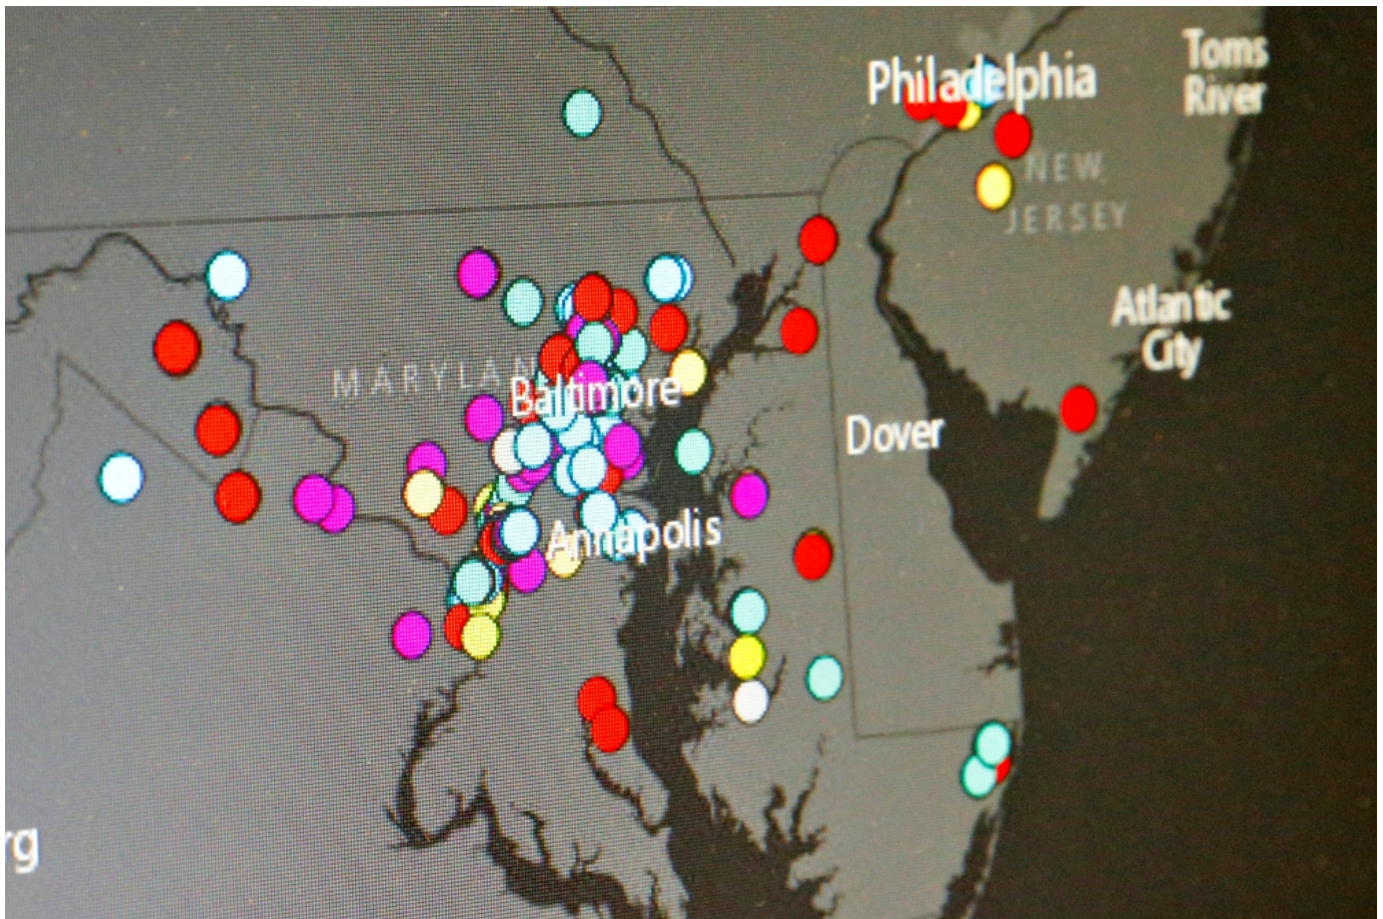 Philadelphia
Toms
River
NEW
JERSEY
Atlantic
City
MARYLAN
Baltimore
Dover
Annapolis
rg